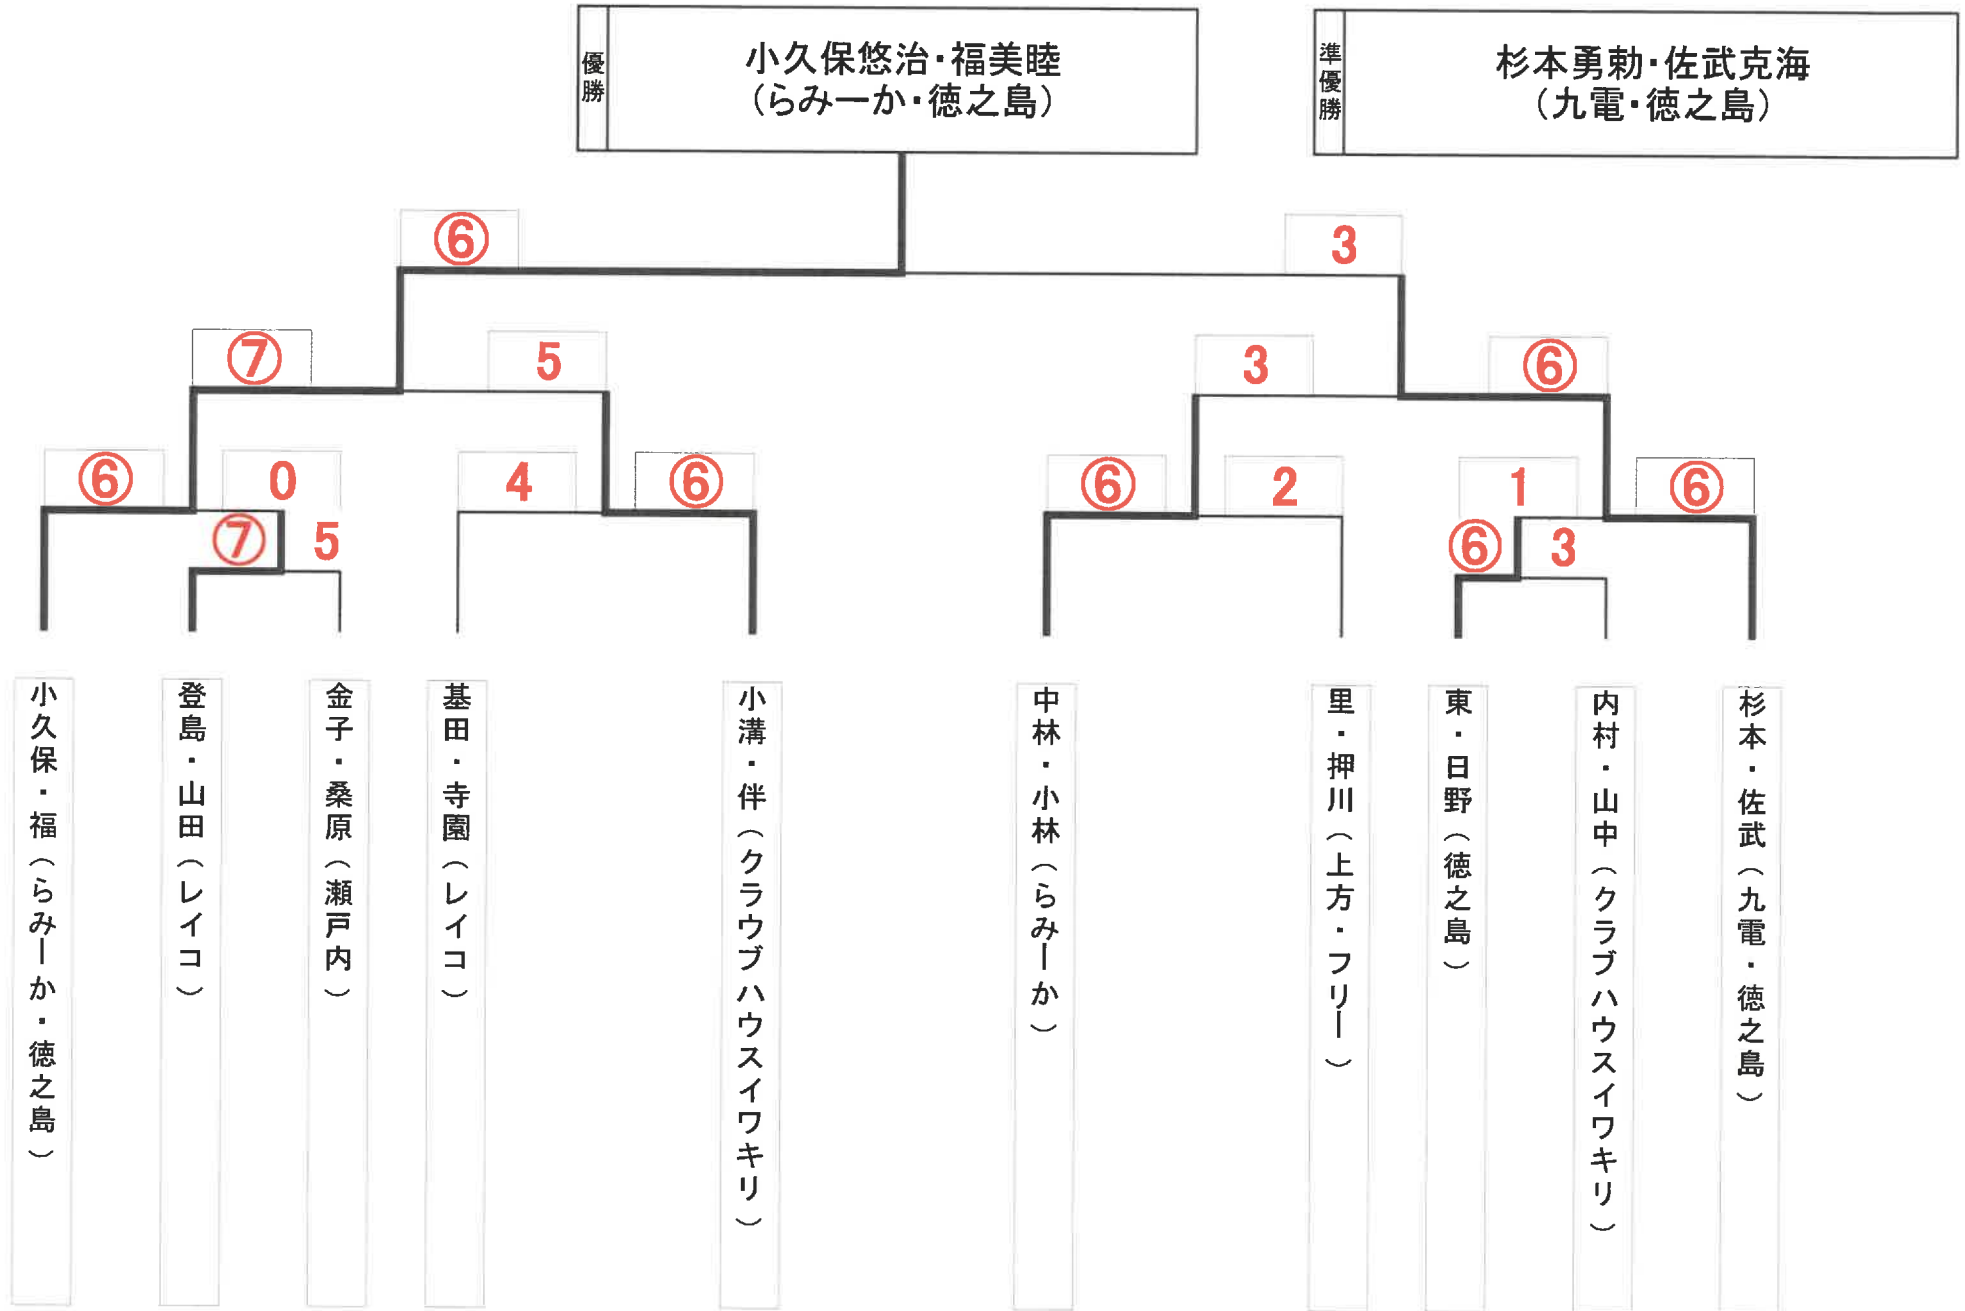 優勝
小久保悠治・福美睦
(らみーか・徳之島)
準優勝
杉本勇勅・佐武克海
(九電・徳之島)
⑥
3
⑦
5
3
⑥
⑥
0
4
⑥
⑥
2
1
⑥
⑦
5
⑥
3
小久保・福(らみーか・徳之島)
登島・山田(レイコ)
金子・桑原(瀬戸内)
基田・寺園(レイコ)
小溝・伴(クラウブハウスイワキリ)
中林・小林(らみーか)
里・押川(上方・フリー)
東・日野(徳之島)
内村・山中(クラブハウスイワキリ)
杉本・佐武(九電・徳之島)